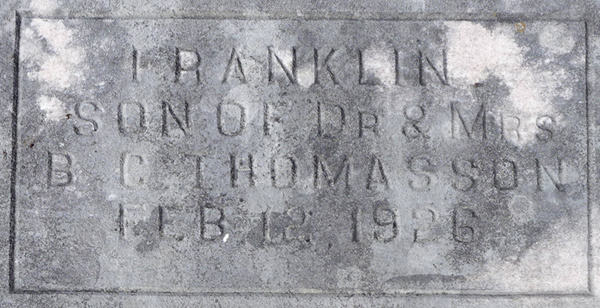 FRANKLIN
SON OF DR & MRS
B. C. THOMASSON
FEB. 12, 1926